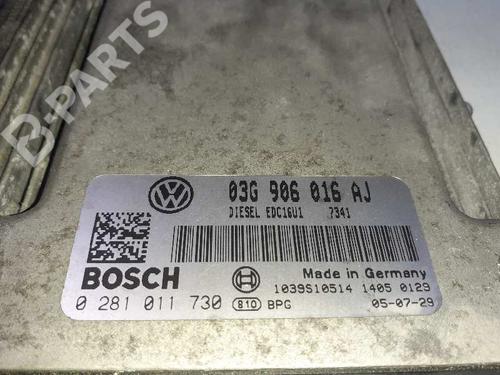 B-PARTS
03G 906 016 AJ
DIESEL EDC16U1 7341
BOSCH
Made in Germany
1039S10514 1405 0129
0 281 011 730 810 BPG 05-07-29